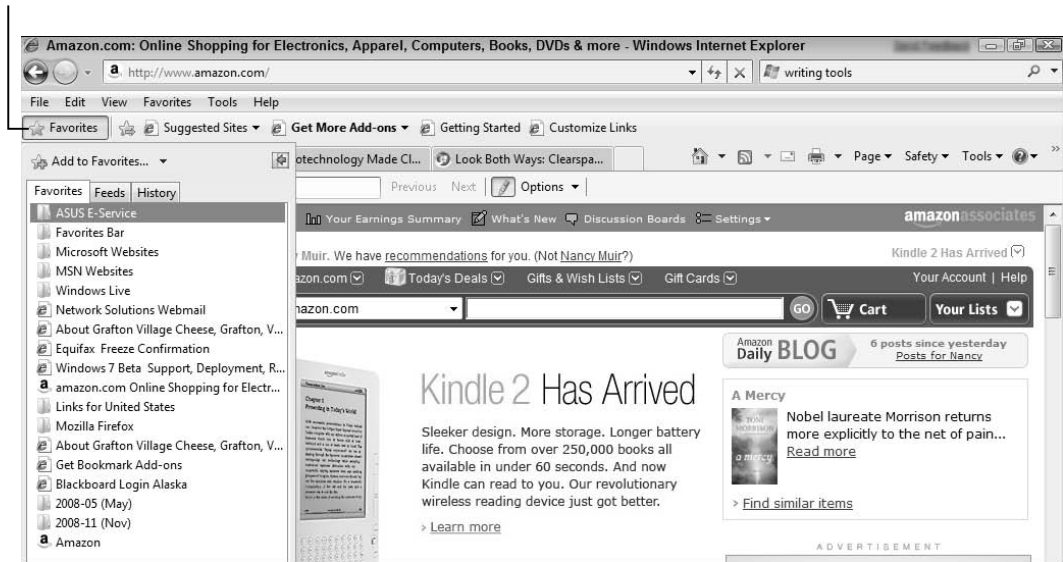 Amazon.com: Online Shopping for Electronics, Apparel, Computers, Books, DVDs & more - Windows Internet Explorer
http://www.amazon.com/
writing tools
File Edit View Favorites Tools Help
Favorites Suggested Sites Get More Add-ons Getting Started Customize Links
Add to Favorites...
otechnology Made Cl... Look Both Ways: Clearspa...
Page Safety Tools
Favorites Feeds History
Previous Next Options
ASUS E-Service
Favorites Bar
Microsoft Websites
MSN Websites
Windows Live
Network Solutions Webmail
About Grafton Village Cheese, Grafton, V...
Equifax Freeze Confirmation
Windows 7 Beta Support, Deployment, R...
amazon.com Online Shopping for Electr...
Links for United States
Mozilla Firefox
About Grafton Village Cheese, Grafton, V...
Get Bookmark Add-ons
Blackboard Login Alaska
2008-05 (May)
2008-11 (Nov)
Amazon
Your Earnings Summary What's New Discussion Boards Settings
amazonassociates
Muir. We have recommendations for you. (Not Nancy Muir?)
Kindle 2 Has Arrived
azon.com Today's Deals Gifts & Wish Lists Gift Cards
Your Account | Help
nazon.com
GO Cart Your Lists
Amazon Daily BLOG
6 posts since yesterday
Posts for Nancy
Kindle 2 Has Arrived
Sleeker design. More storage. Longer battery
life. Choose from over 250,000 books all
available in under 60 seconds. And now
Kindle can read to you. Our revolutionary
wireless reading device just got better.
› Learn more
A Mercy
Nobel laureate Morrison returns
more explicitly to the net of pain...
Read more
› Find similar items
ADVERTISEMENT